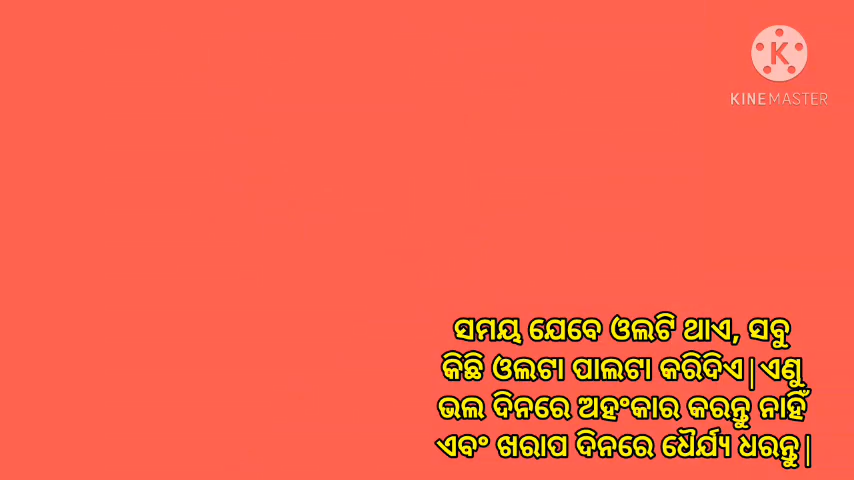 K
KINEMASTER
ସମୟ ଯେବେ ଓଲଟି ଥାଏ, ସବୁ
କିଛି ଓଲଟା ପାଲଟା କରିଦିଏ|ଏଣୁ
ଭଲ ଦିନରେ ଅହଂକାର କରନ୍ତୁ ନାହିଁ
ଏବଂ ଖରାପ ଦିନରେ ଧୈର୍ଯ୍ୟ ଧରନ୍ତୁ|